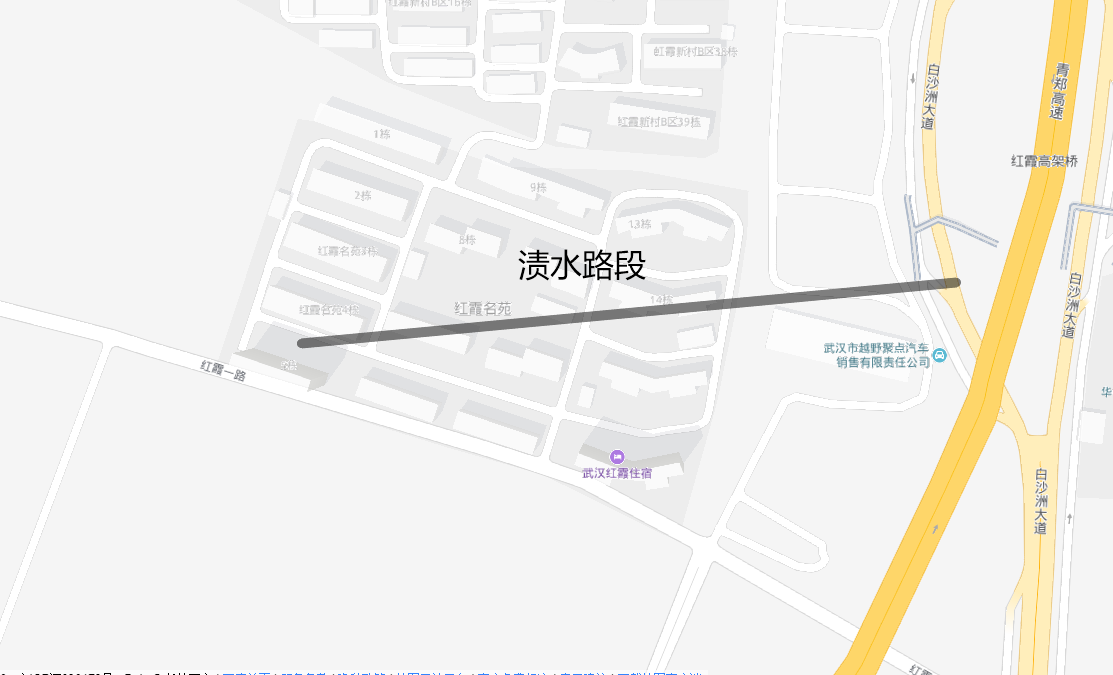 红霞新村B区16栋
红霞新村B区38栋
白沙洲大道
青郑高速
红霞新村B区39栋
1栋
红霞高架桥
9栋
2栋
13栋
8栋
红霞名苑3栋
渍水路段
14栋
红霞名苑
红霞名苑4栋
白沙洲大道
武汉市越野聚点汽车
销售有限责任公司
红霞一路
华
武汉红霞住宿
白沙洲大道